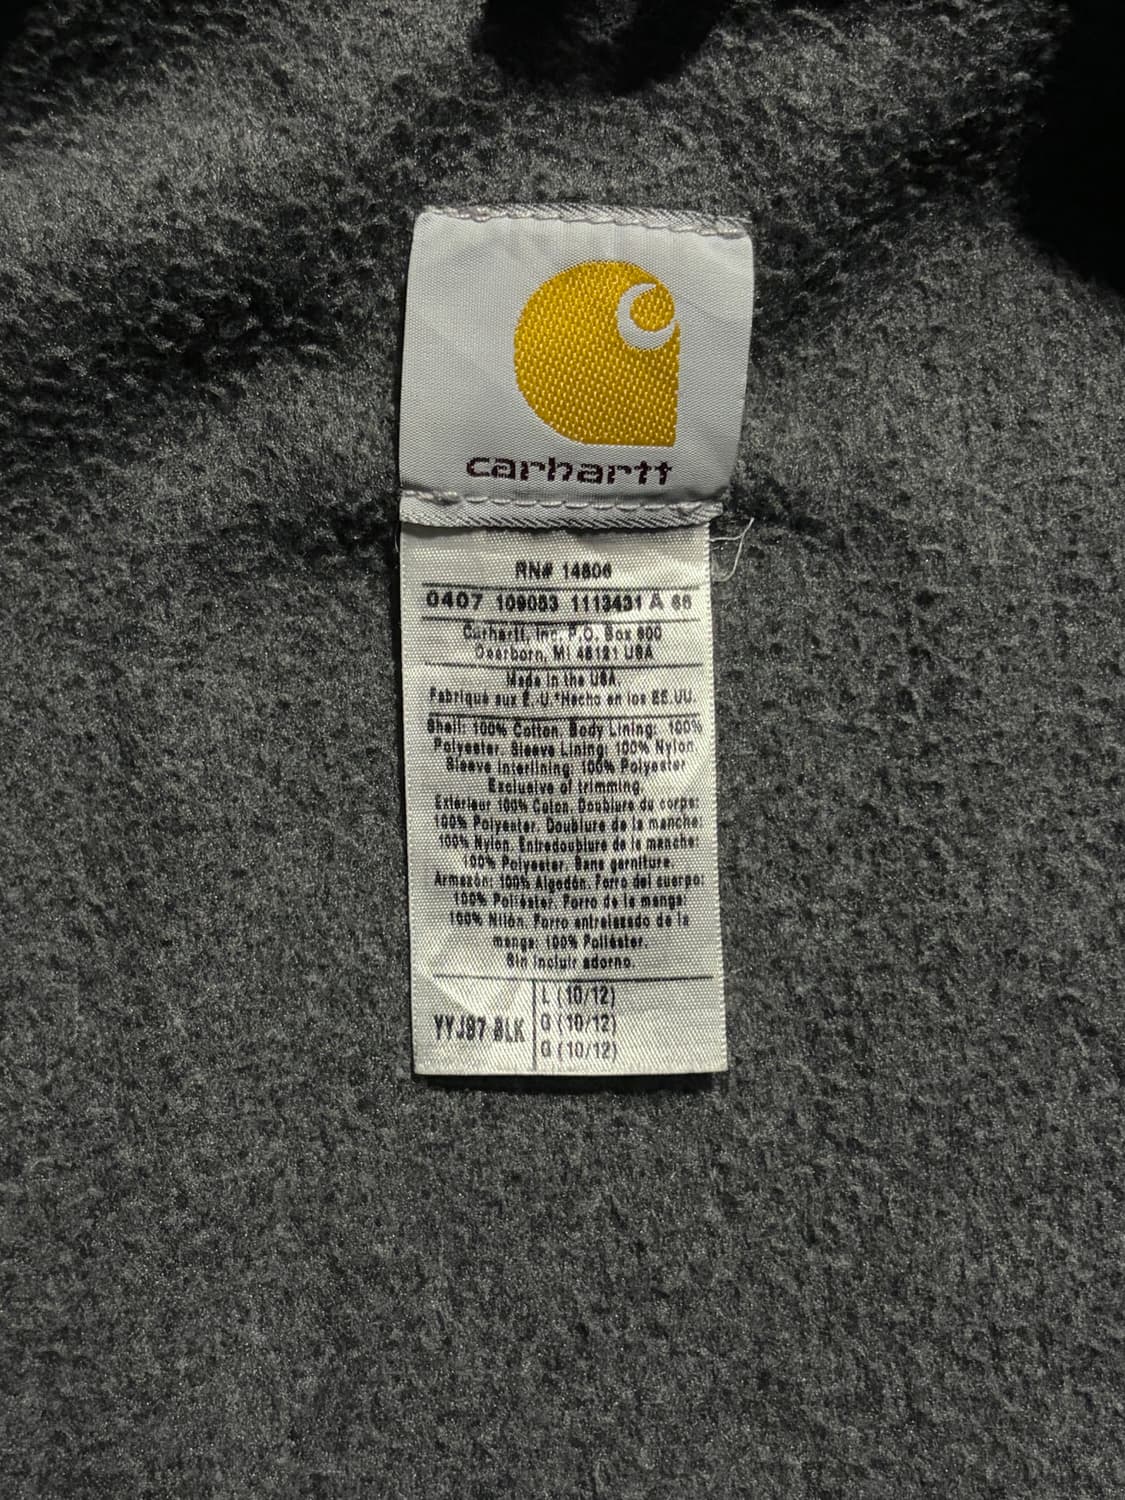 carhartt
RN# 14806
0407 109053 1113431 A 66
Carhartt, Inc. P.O. Box 600
Dearborn, MI 48121 USA
Made in the USA.
Fabriqué aux É.-U.*Hecho en los EE.UU.
Shell: 100% Cotton. Body Lining: 100%
Polyester. Sleeve Lining: 100% Nylon.
Sleeve Interlining: 100% Polyester
Exclusive of trimming.
Extérieur 100% Coton. Doublure du corps:
100% Polyester. Doublure de la manche:
100% Nylon. Entredoublure de la manche:
100% Polyester. Sans garniture.
Armazón: 100% Algodón. Forro del cuerpo:
100% Poliéster. Forro de la manga:
100% Nilón. Forro entrelazado de la
manga: 100% Poliéster.
Sin incluir adorno.
YYJ97 BLK
L (10/12)
G (10/12)
G (10/12)